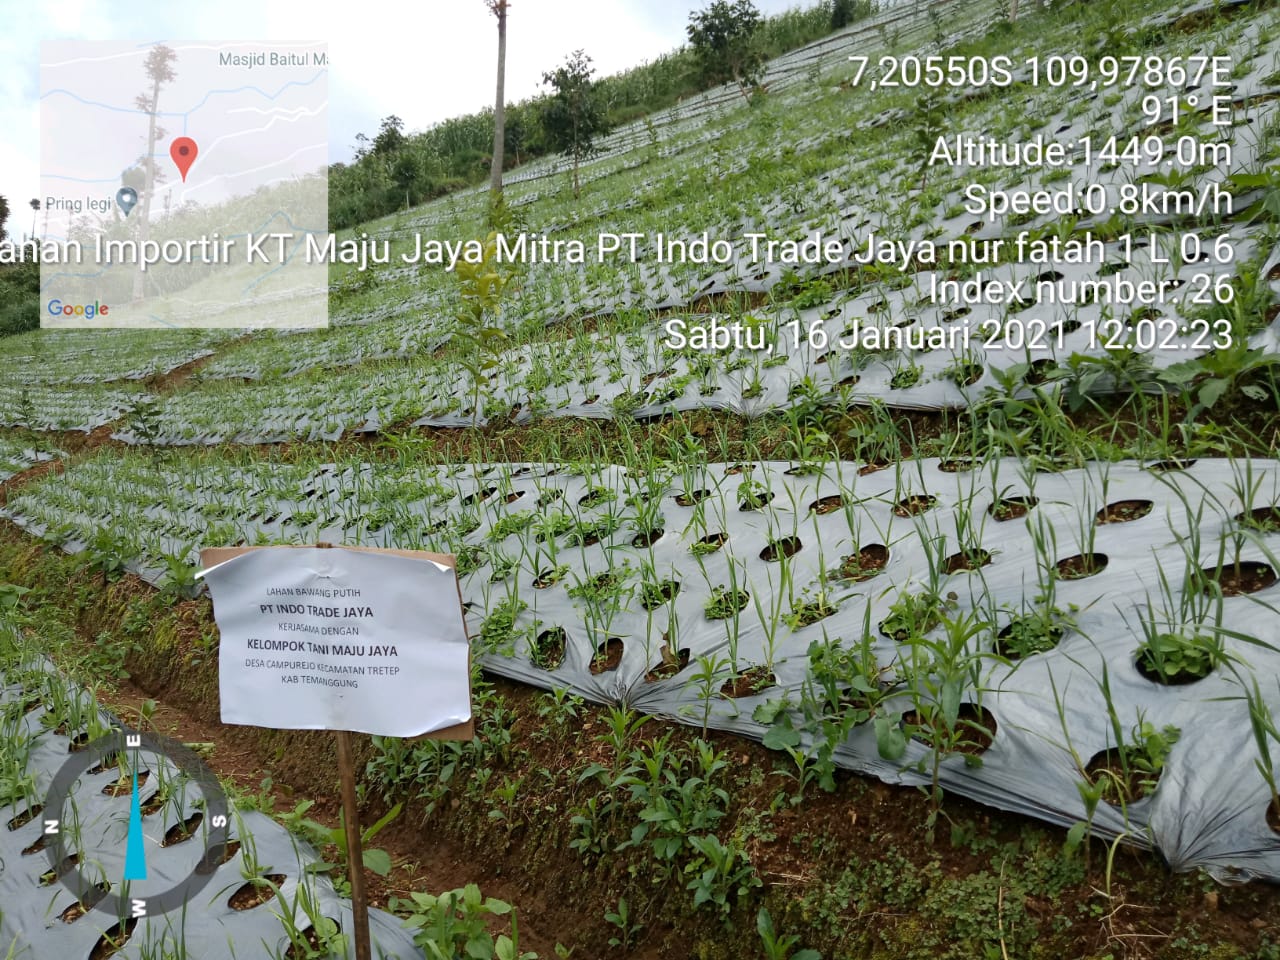 Masjid Baitul
Pring legi
Google
7,20550S 109,97867E
91° E
Altitude:1449.0m
Speed:0.8km/h
Importir KT Maju Jaya Mitra PT Indo Trade Jaya nur fatah 1 L 0.6
Index number: 26
Sabtu, 16 Januari 2021 12:02:23
LAHAN BAWANG PUTIH
PT INDO TRADE JAYA
KERJASAMA DENGAN
KELOMPOK TANI MAJU JAYA
DESA CAMPUREJO KECAMATAN TRETEP
KAB TEMANGGUNG
E
N
S
W